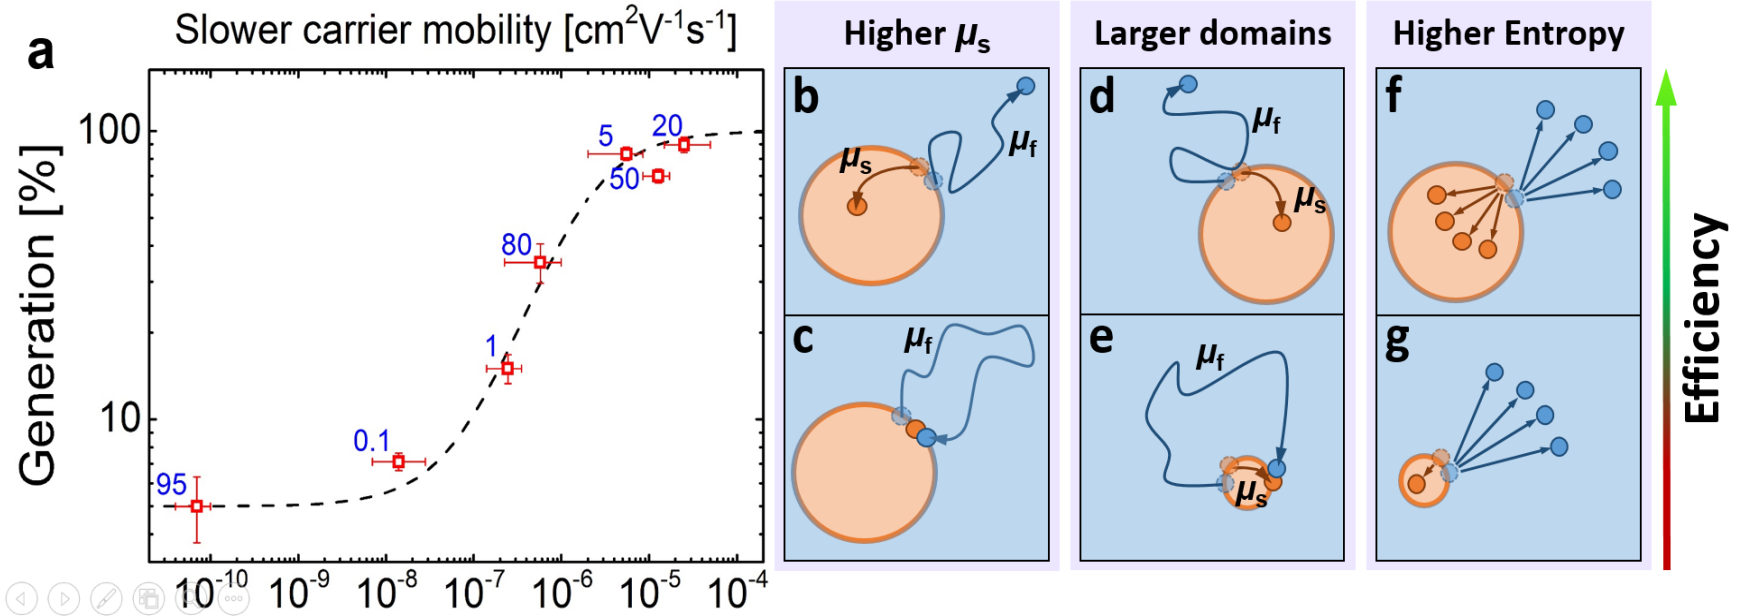 a
Slower carrier mobility [cm²V⁻¹s⁻¹]
Generation [%]
100
10
95
0.1
1
80
5
50
20
10⁻¹⁰ 10⁻⁹ 10⁻⁸ 10⁻⁷ 10⁻⁶ 10⁻⁵ 10⁻⁴
Higher μs
b
μs
μf
c
μf
Larger domains
d
μf
μs
e
μf
μs
Higher Entropy
f
g
Efficiency